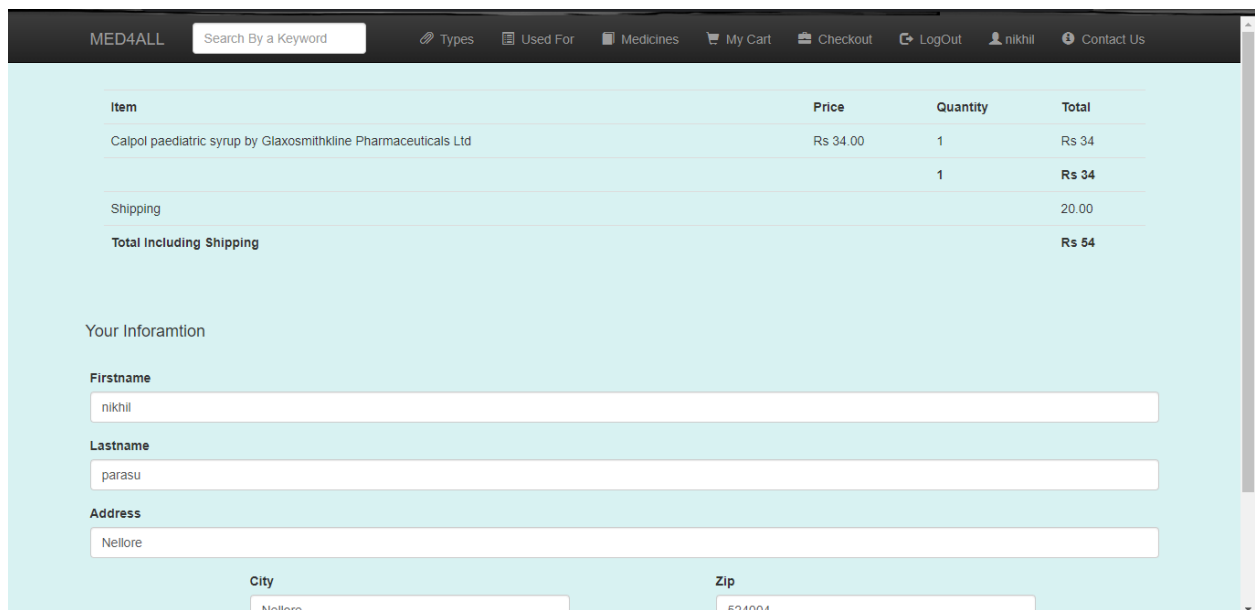 MED4ALL Search By a Keyword Types Used For Medicines My Cart Checkout LogOut nikhil Contact Us
Item Price Quantity Total
Calpol paediatric syrup by Glaxosmithkline Pharmaceuticals Ltd Rs 34.00 1 Rs 34
1 Rs 34
Shipping 20.00
Total Including Shipping Rs 54
Your Inforamtion
Firstname
nikhil
Lastname
parasu
Address
Nellore
City Zip
Nellore 524004